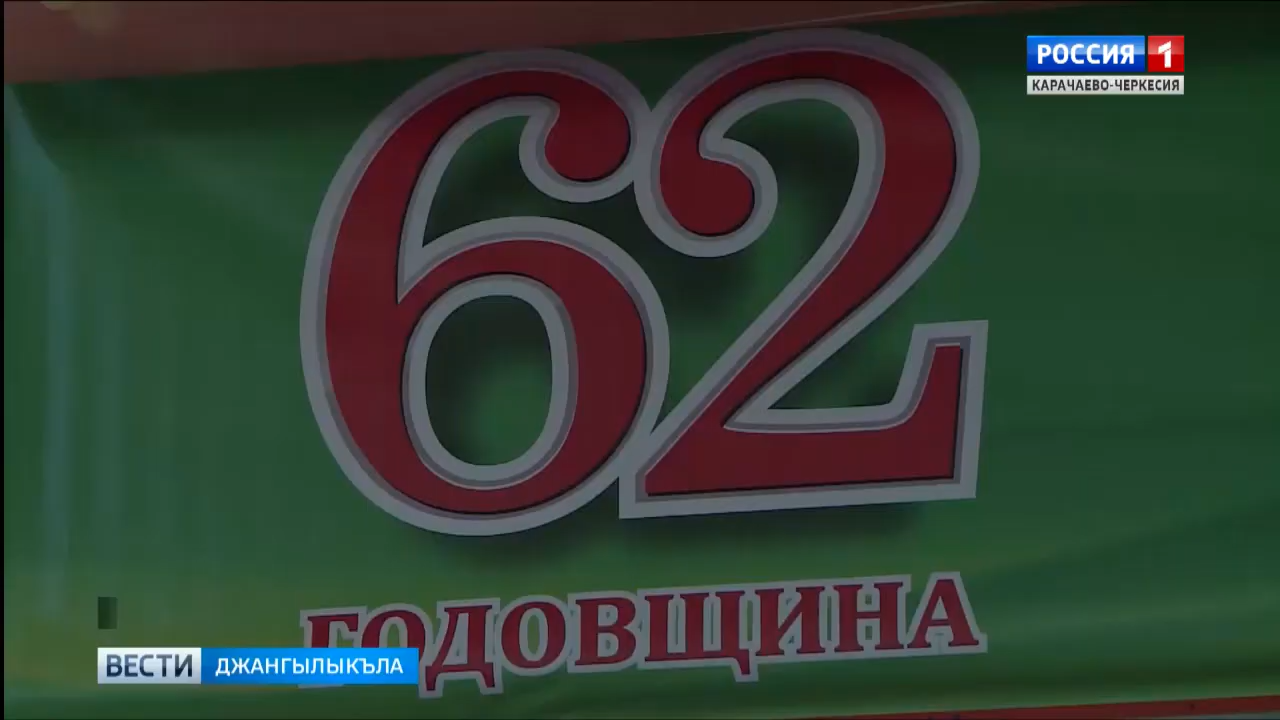 РОССИЯ 1
КАРАЧАЕВО-ЧЕРКЕСИЯ
62
ГОДОВЩИНА
ВЕСТИ ДЖАНГЫЛЫКЪЛА